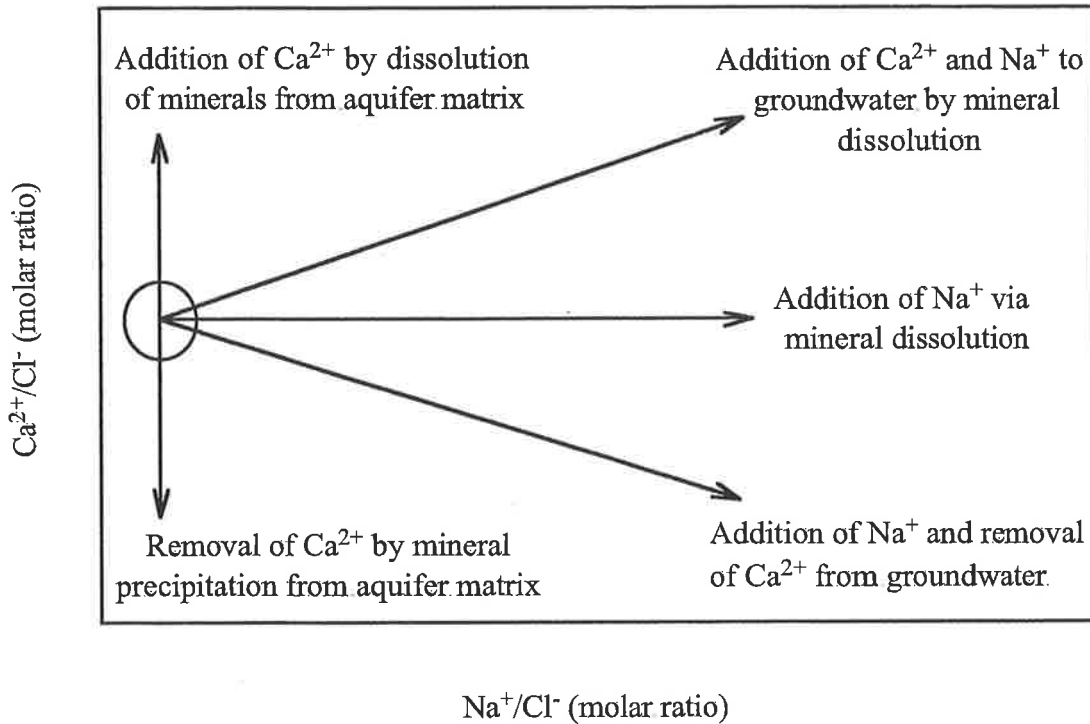 Addition of Ca²⁺ by dissolution
of minerals from aquifer matrix
Addition of Ca²⁺ and Na⁺ to
groundwater by mineral
dissolution
Ca²⁺/Cl⁻ (molar ratio)
Addition of Na⁺ via
mineral dissolution
Removal of Ca²⁺ by mineral
precipitation from aquifer matrix
Addition of Na⁺ and removal
of Ca²⁺ from groundwater.
Na⁺/Cl⁻ (molar ratio)